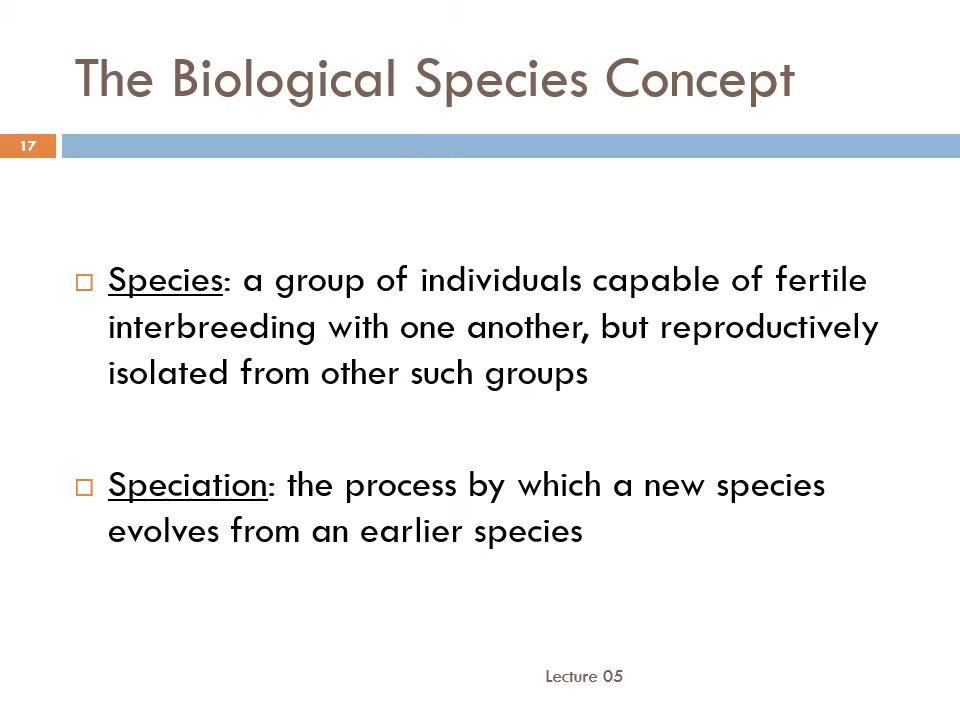 The Biological Species Concept
17
Species: a group of individuals capable of fertile
interbreeding with one another, but reproductively
isolated from other such groups
Speciation: the process by which a new species
evolves from an earlier species
Lecture 05